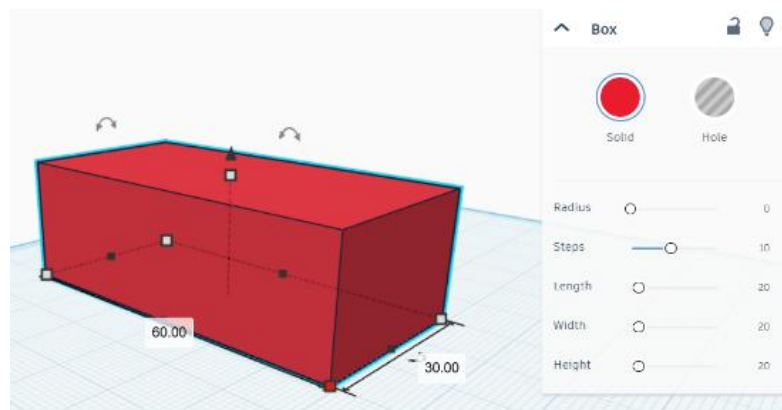 Box
Solid Hole
Radius 0
Steps 10
Length 20
Width 20
Height 20
60.00
30.00